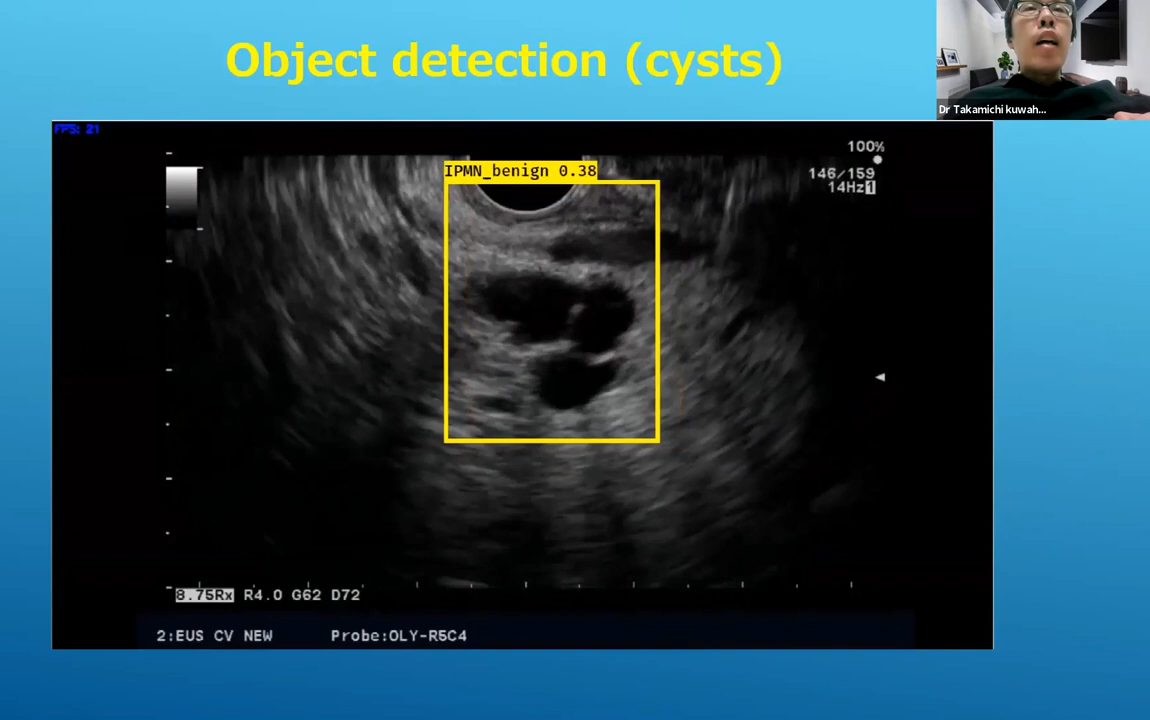 Object detection (cysts)
Dr Takamichi kuwah...
FPS: 21
100%
IPMN_benign 0.38
146/159
14Hz1
8.75Rx R4.0 G62 D72
2:EUS CV NEW Probe:OLY-R5C4